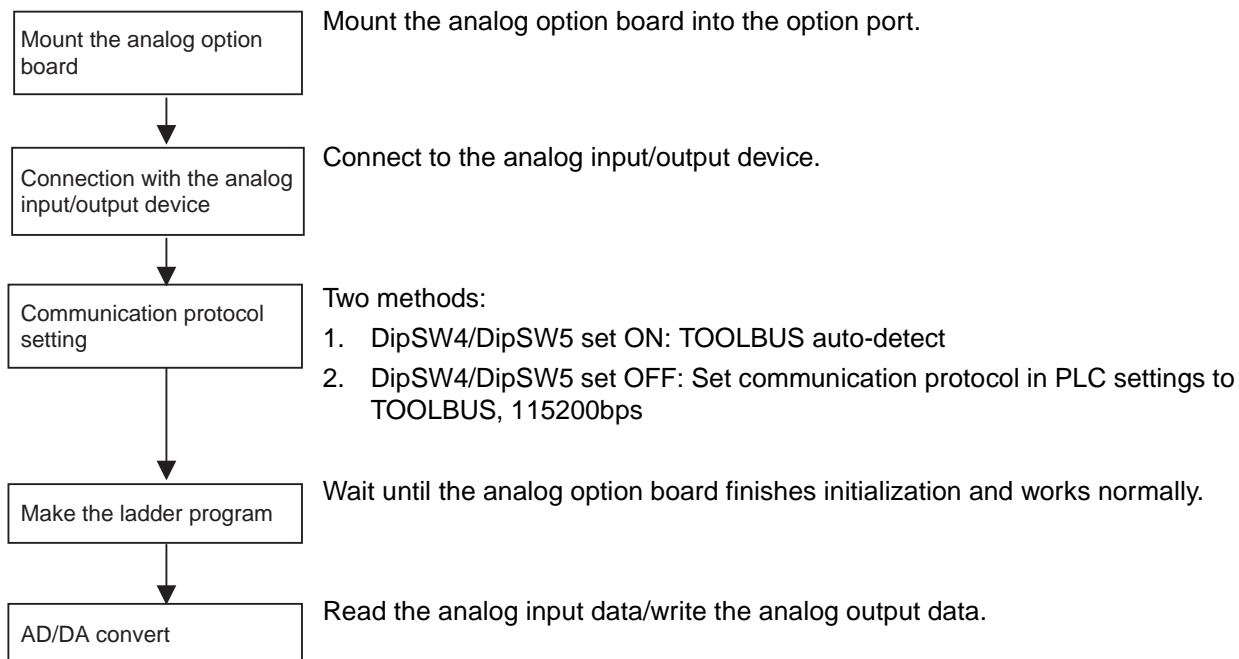 Mount the analog option
board
Mount the analog option board into the option port.
Connection with the analog
input/output device
Connect to the analog input/output device.
Communication protocol
setting
Two methods:
1. DipSW4/DipSW5 set ON: TOOLBUS auto-detect
2. DipSW4/DipSW5 set OFF: Set communication protocol in PLC settings to
TOOLBUS, 115200bps
Make the ladder program
Wait until the analog option board finishes initialization and works normally.
AD/DA convert
Read the analog input data/write the analog output data.